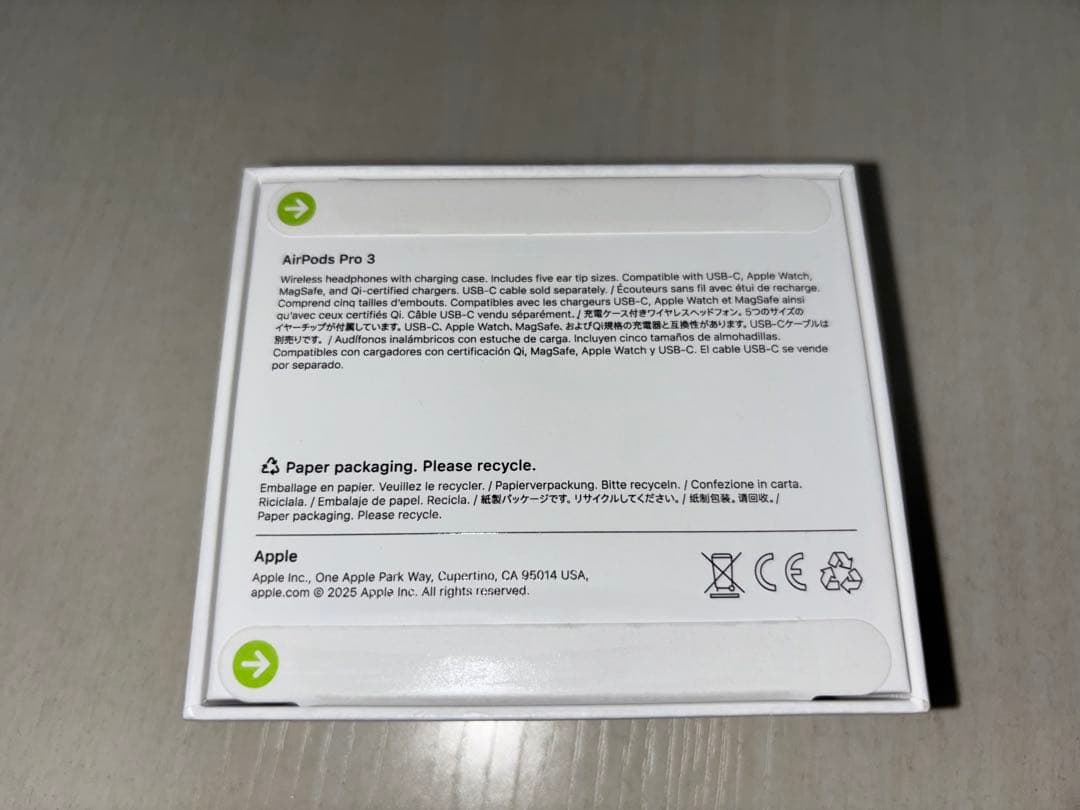 AirPods Pro 3
Wireless headphones with charging case. Includes five ear tip sizes. Compatible with USB-C, Apple Watch,
MagSafe, and Qi-certified chargers. USB-C cable sold separately. / Écouteurs sans fil avec étui de recharge.
Comprend cinq tailles d'embouts. Compatibles avec les chargeurs USB-C, Apple Watch et MagSafe ainsi
qu'avec ceux certifiés Qi. Câble USB-C vendu séparément. / 充電ケース付きワイヤレスヘッドフォン。5つのサイズの
イヤーチップが付属しています。USB-C、Apple Watch、MagSafe、およびQi規格の充電器と互換性があります。USB-Cケーブルは
別売りです。/ Audífonos inalámbricos con estuche de carga. Incluyen cinco tamaños de almohadillas.
Compatibles con cargadores con certificación Qi, MagSafe, Apple Watch y USB-C. El cable USB-C se vende
por separado.
Paper packaging. Please recycle.
Emballage en papier. Veuillez le recycler. / Papierverpackung. Bitte recyceln. / Confezione in carta.
Riciclala. / Embalaje de papel. Recicla. / 紙製パッケージです。リサイクルしてください。/ 纸制包装。请回收。/
Paper packaging. Please recycle.
Apple
Apple Inc., One Apple Park Way, Cupertino, CA 95014 USA,
apple.com © 2025 Apple Inc. All rights reserved.
CE